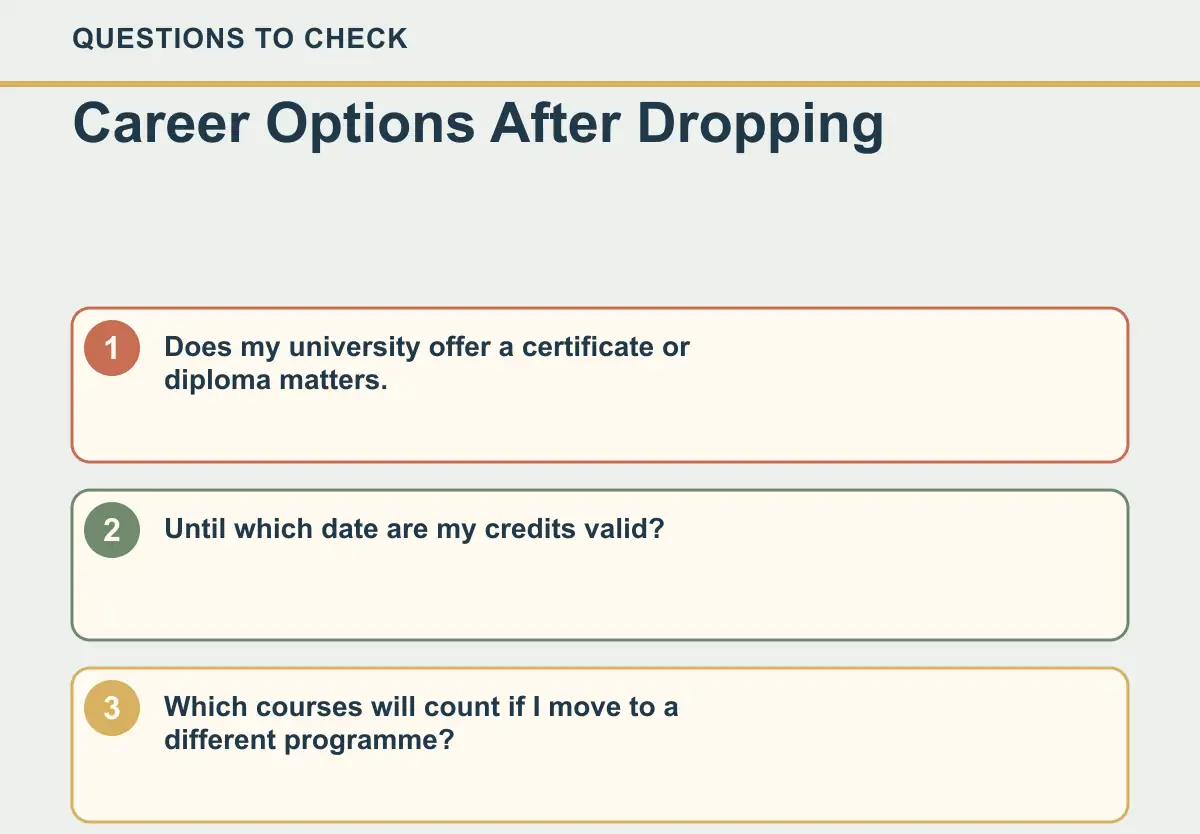 QUESTIONS TO CHECK
Career Options After Dropping
1
Does my university offer a certificate or
diploma matters.
2
Until which date are my credits valid?
3
Which courses will count if I move to a
different programme?